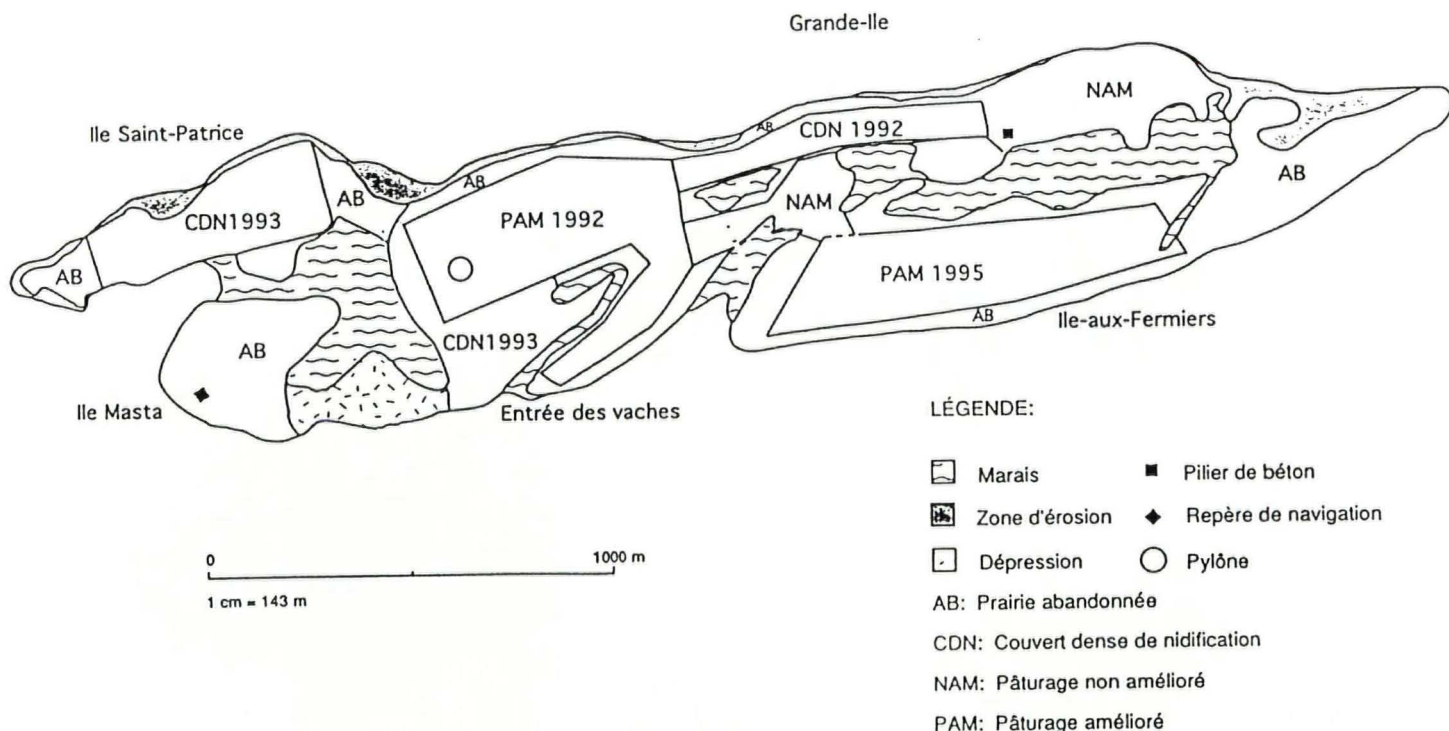 Grande-Ile
NAM
Ile Saint-Patrice
AB
CDN 1992
AB
AB
AB
CDN1993
PAM 1992
NAM
AB
PAM 1995
AB
AB
Ile-aux-Fermiers
CDN1993
Ile Masta
Entrée des vaches
LÉGENDE:
Marais
Pilier de béton
Zone d'érosion
Repère de navigation
0
1000 m
Dépression
Pylône
1 cm = 143 m
AB: Prairie abandonnée
CDN: Couvert dense de nidification
NAM: Pâturage non amélioré
PAM: Pâturage amélioré